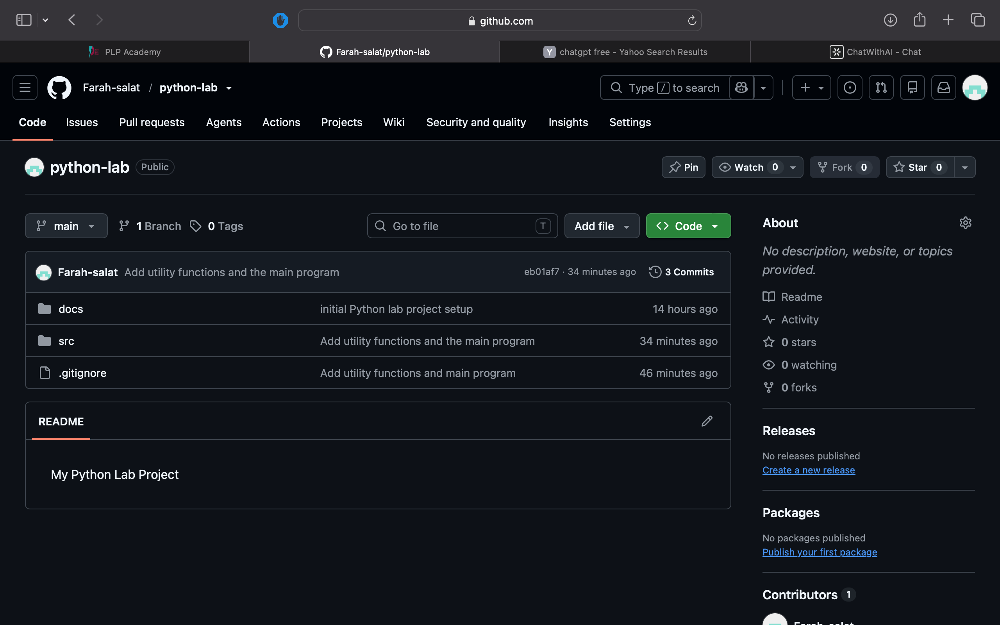 github.com
PLP Academy
Farah-salat/python-lab
Y chatgpt free - Yahoo Search Results
ChatWithAI - Chat
Farah-salat / python-lab
Type / to search
Code Issues Pull requests Agents Actions Projects Wiki Security and quality Insights Settings
python-lab Public
Pin
Watch 0
Fork 0
Star 0
main
1 Branch
0 Tags
Go to file T
Add file
Code
Farah-salat Add utility functions and the main program eb01af7 · 34 minutes ago 3 Commits
docs initial Python lab project setup 14 hours ago
src Add utility functions and the main program 34 minutes ago
.gitignore Add utility functions and main program 46 minutes ago
README
My Python Lab Project
About
No description, website, or topics
provided.
Readme
Activity
0 stars
0 watching
0 forks
Releases
No releases published
Create a new release
Packages
No packages published
Publish your first package
Contributors 1
Farah-salat